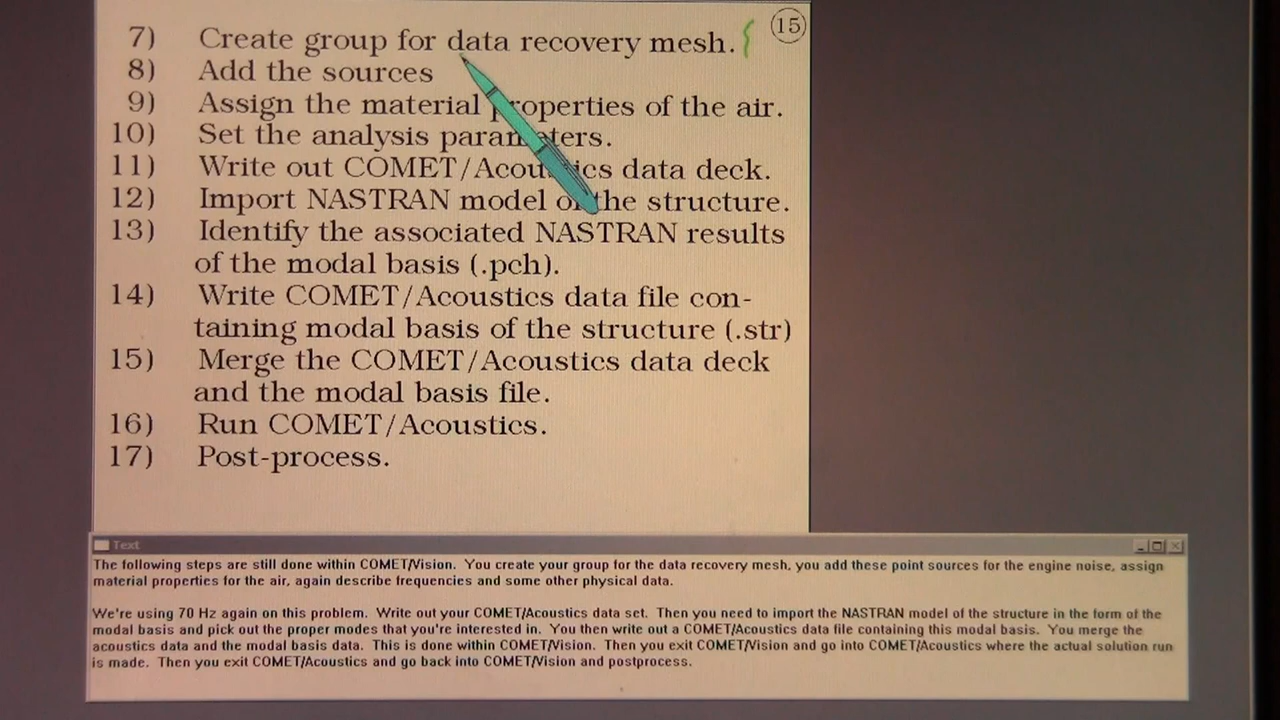 15
7) Create group for data recovery mesh.
8) Add the sources
9) Assign the material properties of the air.
10) Set the analysis parameters.
11) Write out COMET/Acoustics data deck.
12) Import NASTRAN model of the structure.
13) Identify the associated NASTRAN results
of the modal basis (.pch).
14) Write COMET/Acoustics data file con-
taining modal basis of the structure (.str)
15) Merge the COMET/Acoustics data deck
and the modal basis file.
16) Run COMET/Acoustics.
17) Post-process.
Text
The following steps are still done within COMET/Vision. You create your group for the data recovery mesh, you add these point sources for the engine noise, assign
material properties for the air, again describe frequencies and some other physical data.
We're using 70 Hz again on this problem. Write out your COMET/Acoustics data set. Then you need to import the NASTRAN model of the structure in the form of the
modal basis and pick out the proper modes that you're interested in. You then write out a COMET/Acoustics data file containing this modal basis. You merge the
acoustics data and the modal basis data. This is done within COMET/Vision. Then you exit COMET/Vision and go into COMET/Acoustics where the actual solution run
is made. Then you exit COMET/Acoustics and go back into COMET/Vision and postprocess.